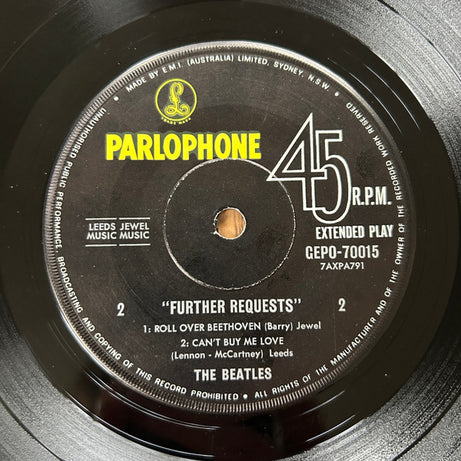 MADE BY E.M.I. (AUSTRALIA) LIMITED, SYDNEY, N.S.W.
UNAUTHORISED PUBLIC PERFORMANCE, BROADCASTING AND COPYING OF THIS RECORD PROHIBITED • ALL RIGHTS OF THE MANUFACTURER AND OF THE OWNER OF THE RECORDED WORK RESERVED
£
TRADE MARK
PARLOPHONE
45
R.P.M.
EXTENDED PLAY
GEPO-70015
7AXPA791
LEEDS JEWEL
MUSIC MUSIC
2 "FURTHER REQUESTS" 2
1: ROLL OVER BEETHOVEN (Barry) Jewel
2: CAN'T BUY ME LOVE
(Lennon - McCartney) Leeds
THE BEATLES